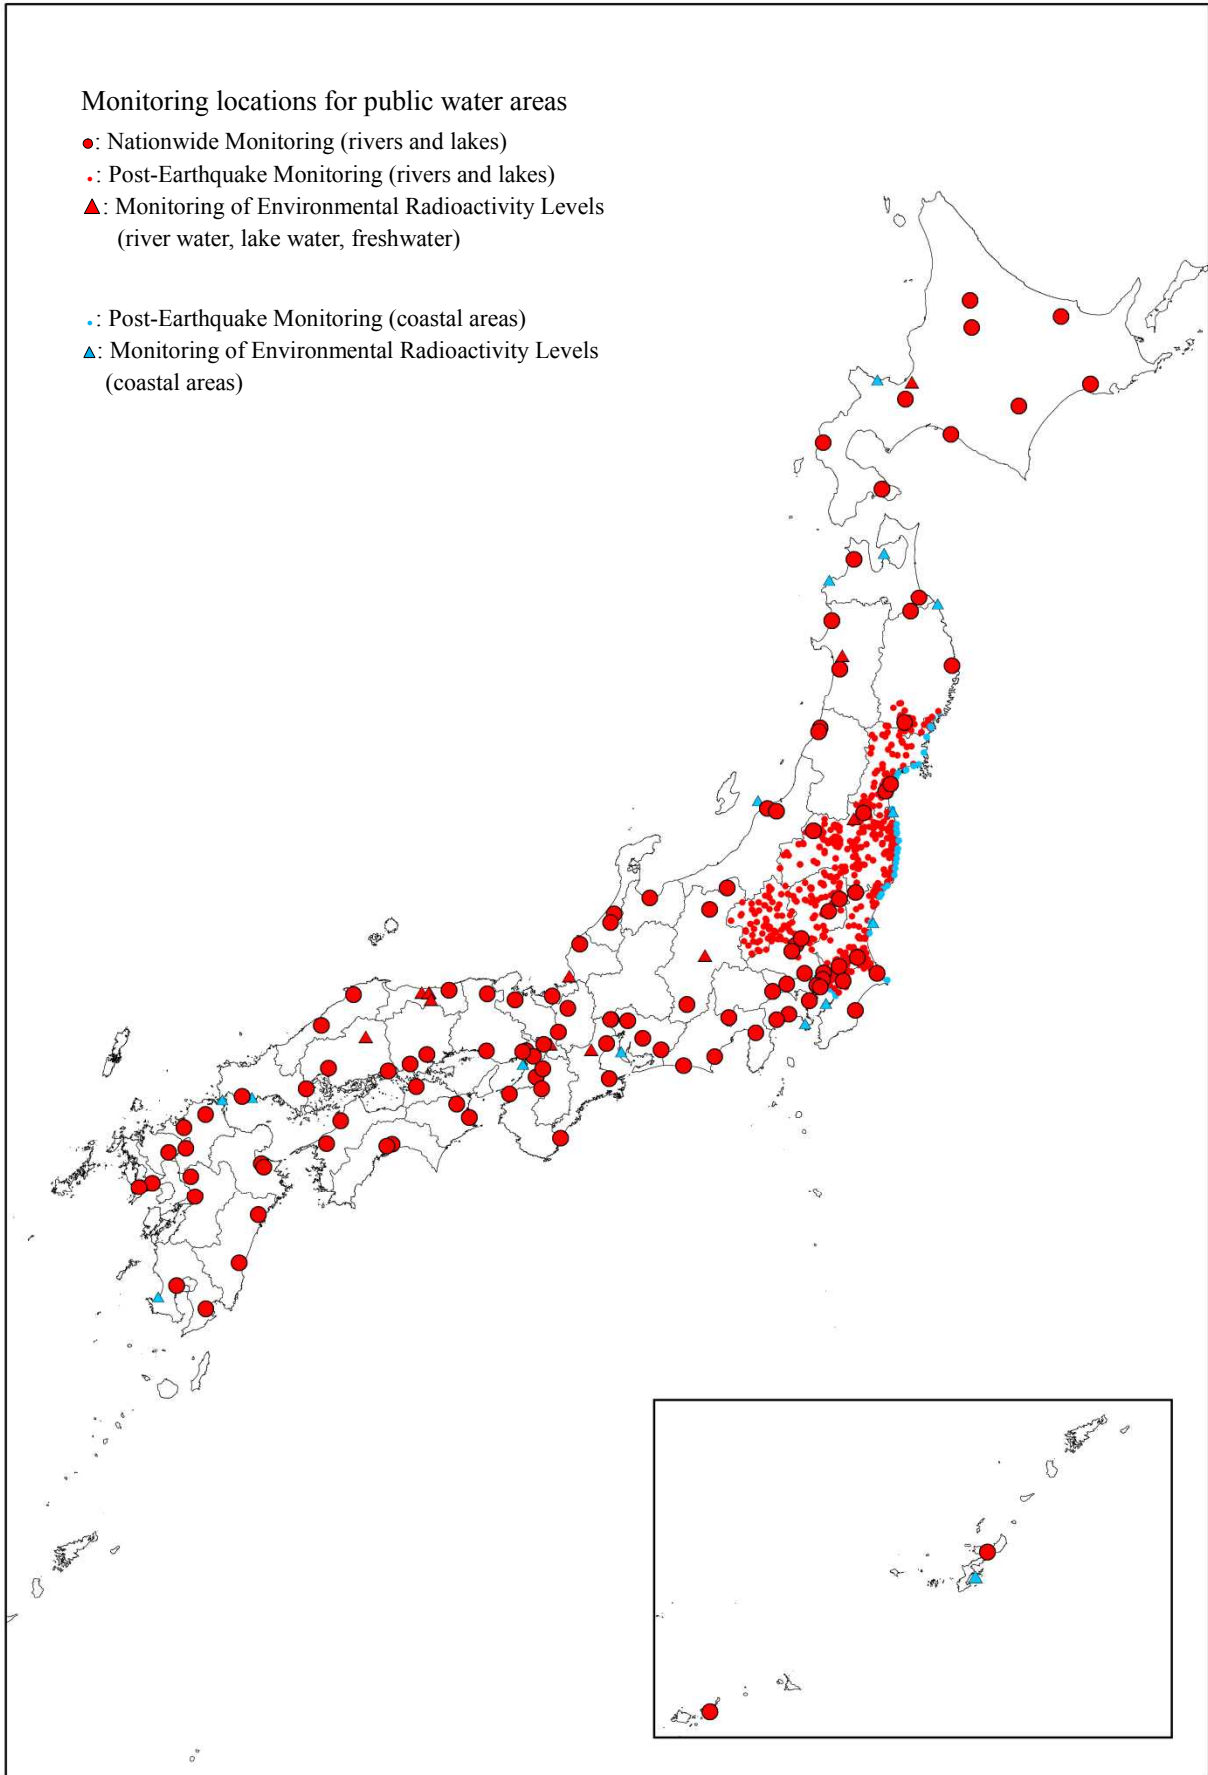 Monitoring locations for public water areas
: Nationwide Monitoring (rivers and lakes)
: Post-Earthquake Monitoring (rivers and lakes)
: Monitoring of Environmental Radioactivity Levels
(river water, lake water, freshwater)
: Post-Earthquake Monitoring (coastal areas)
: Monitoring of Environmental Radioactivity Levels
(coastal areas)